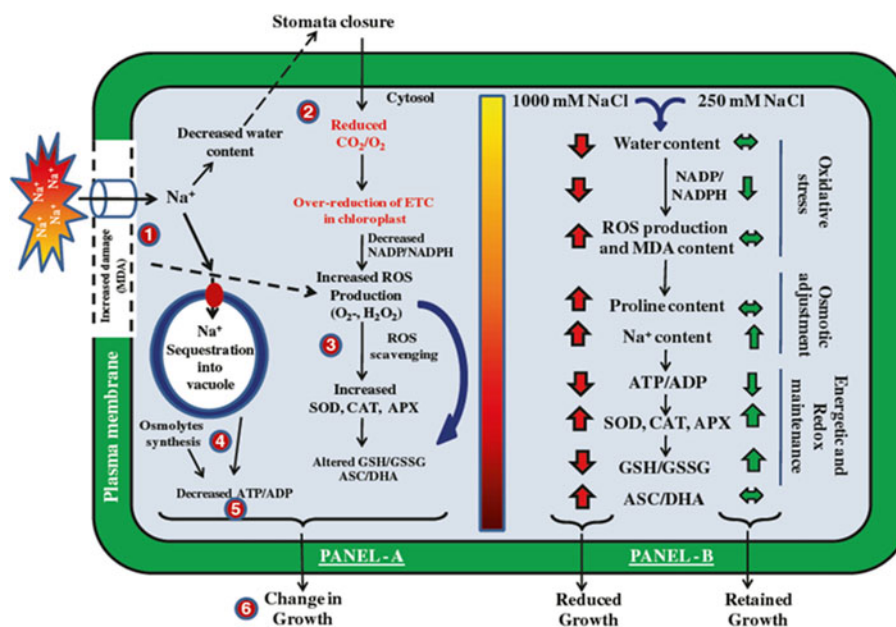 Stomata closure
Cytosol
2
Reduced
CO₂/O₂
Decreased water
content
Na⁺
Na⁺
Na⁺
Na⁺
Na⁺
Over-reduction of ETC
in chloroplast
Decreased
NADP/NADPH
1
Increased damage
(MDA)
Plasma membrane
Increased ROS
Production
(O₂-, H₂O₂)
Na⁺
Sequestration
into
vacuole
3
ROS
scavenging
Increased
SOD, CAT, APX
Osmolytes
synthesis
4
Altered GSH/GSSG
ASC/DHA
Decreased ATP/ADP
5
PANEL-A
6
Change in
Growth
1000 mM NaCl
250 mM NaCl
Water content
NADP/
NADPH
ROS production
and MDA content
Proline content
Na⁺ content
ATP/ADP
SOD, CAT, APX
GSH/GSSG
ASC/DHA
Oxidative
stress
Osmotic
adjustment
Energetic and
Redox
maintenance
PANEL-B
Reduced
Growth
Retained
Growth